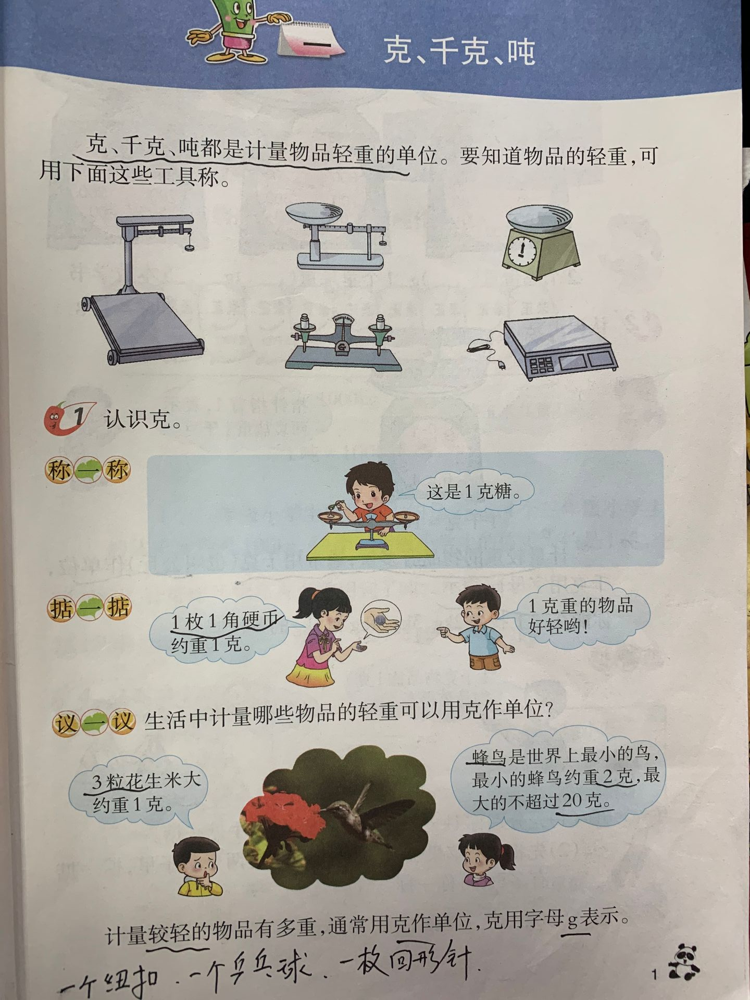 一
克、千克、吨
克、千克、吨都是计量物品轻重的单位。要知道物品的轻重,可
用下面这些工具称。
1 认识克。
称一称
这是1克糖。
掂一掂
1枚1角硬币
约重1克。
1克重的物品
好轻哟!
议一议 生活中计量哪些物品的轻重可以用克作单位?
3粒花生米大
约重1克。
蜂鸟是世界上最小的鸟,
最小的蜂鸟约重2克,最
大的不超过20克。
计量较轻的物品有多重,通常用克作单位,克用字母g表示。
一个纽扣.一个乒乓球.一枚回形针.
1